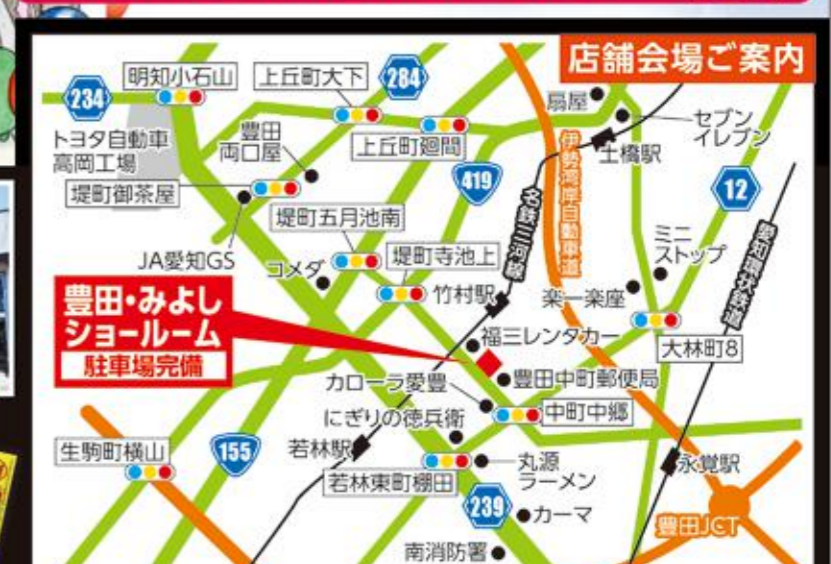 店舗会場ご案内
明知小石山
上丘町大下
284
234
扇屋
セブン
イレブン
トヨタ自動車
高岡工場
豊田
両口屋
上丘町廻間
土橋駅
伊勢湾岸自動車道
419
12
堤町御茶屋
名鉄三河線
愛知環状鉄道
堤町五月池南
ミニ
ストップ
JA愛知GS
コメダ
堤町寺池上
竹村駅
楽一楽座
豊田・みよし
ショールーム
駐車場完備
福三レンタカー
大林町8
カローラ愛豊
豊田中町郵便局
にぎりの徳兵衛
中町中郷
生駒町横山
155
若林駅
丸源
ラーメン
永覚駅
若林東町棚田
239
カーマ
豊田JCT
南消防署